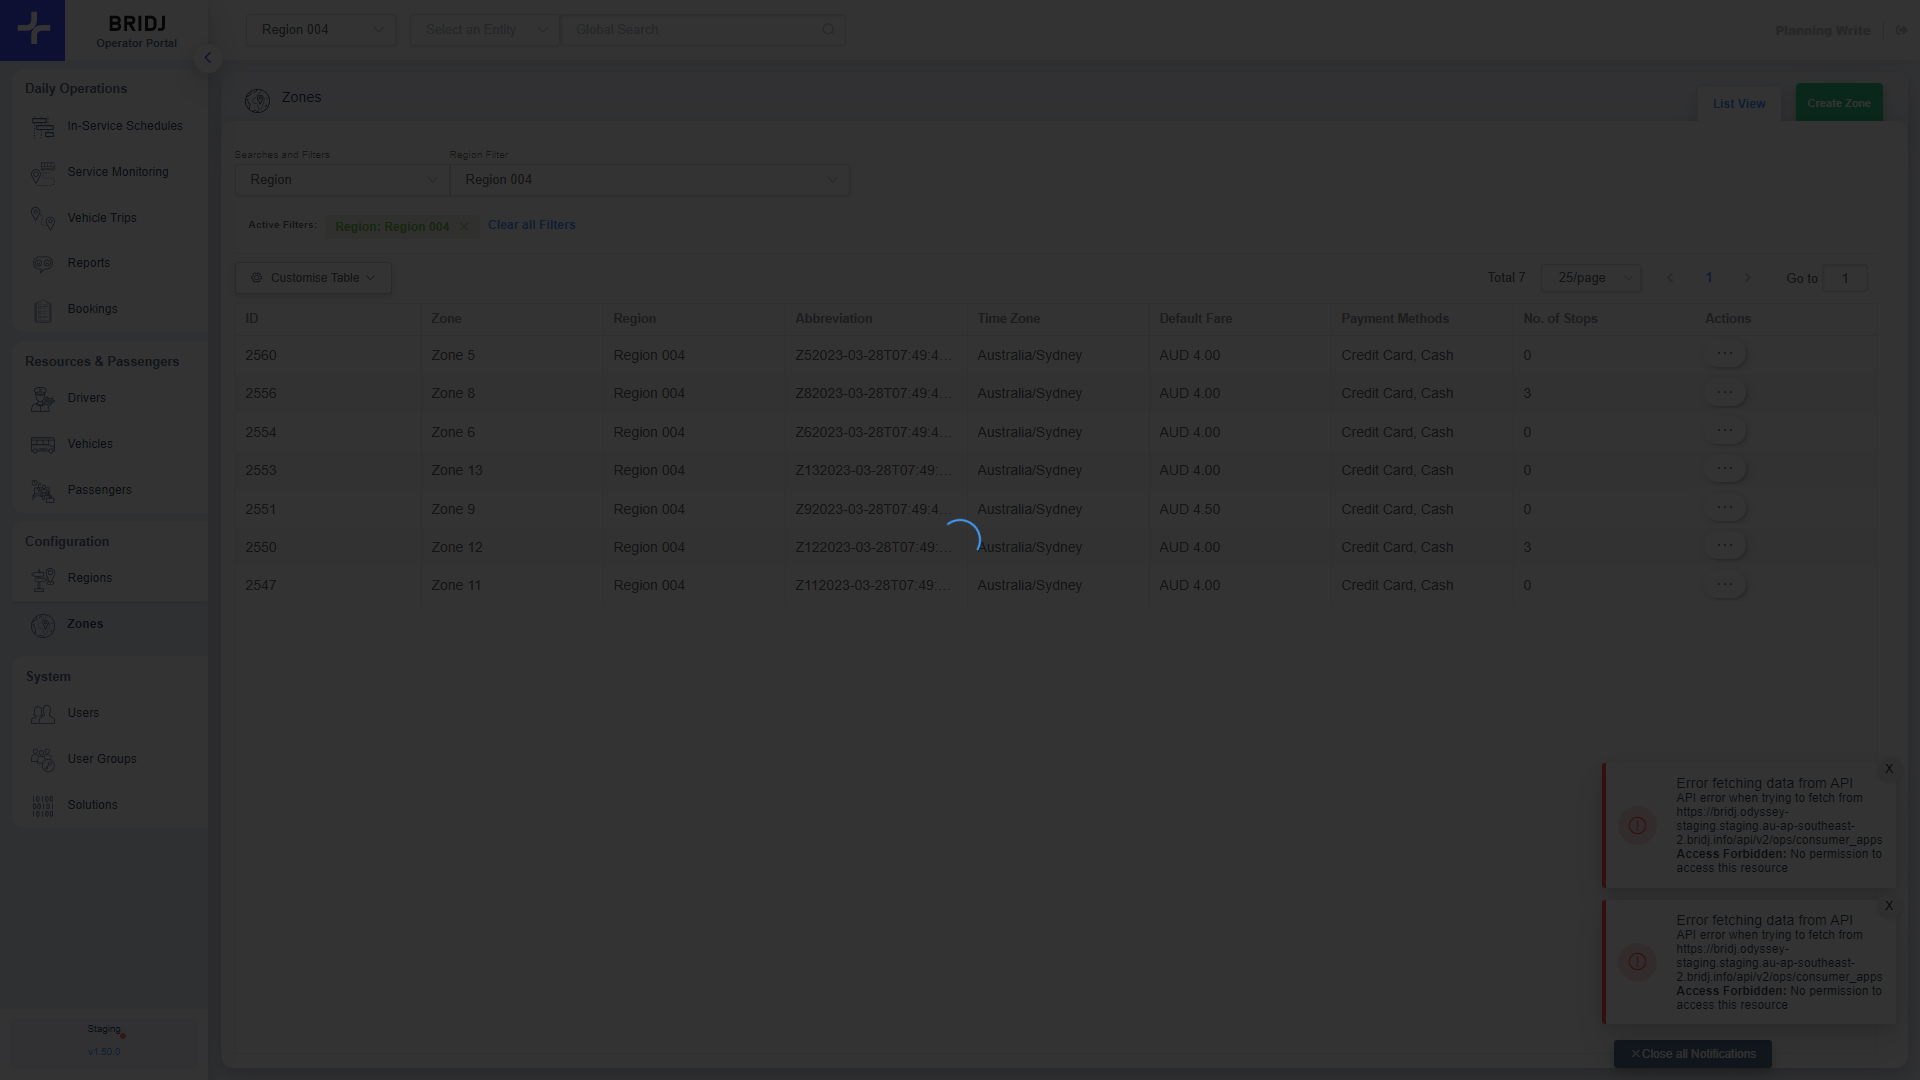 BRIDJ
Operator Portal
Region 004
Select an Entity
Global Search
Planning Write
Daily Operations
In-Service Schedules
Service Monitoring
Vehicle Trips
Reports
Bookings
Resources & Passengers
Drivers
Vehicles
Passengers
Configuration
Regions
Zones
System
Users
User Groups
Solutions
Staging
v1.60.0
Zones
List View
Create Zone
Searches and Filters
Region Filter
Region
Region 004
Active Filters: Region: Region 004 × Clear all Filters
Customise Table
Total 7 25/page 1 Go to 1
ID Zone Region Abbreviation Time Zone Default Fare Payment Methods No. of Stops Actions
2560 Zone 5 Region 004 Z52023-03-28T07:49:4... Australia/Sydney AUD 4.00 Credit Card, Cash 0 ...
2556 Zone 8 Region 004 Z82023-03-28T07:49:4... Australia/Sydney AUD 4.00 Credit Card, Cash 3 ...
2554 Zone 6 Region 004 Z62023-03-28T07:49:4... Australia/Sydney AUD 4.00 Credit Card, Cash 0 ...
2553 Zone 13 Region 004 Z132023-03-28T07:49:... Australia/Sydney AUD 4.00 Credit Card, Cash 0 ...
2551 Zone 9 Region 004 Z92023-03-28T07:49:4... Australia/Sydney AUD 4.50 Credit Card, Cash 0 ...
2550 Zone 12 Region 004 Z122023-03-28T07:49:... Australia/Sydney AUD 4.00 Credit Card, Cash 3 ...
2547 Zone 11 Region 004 Z112023-03-28T07:49:... Australia/Sydney AUD 4.00 Credit Card, Cash 0 ...
X
Error fetching data from API
API error when trying to fetch from
https://bridj.odyssey-
staging.staging.au-ap-southeast-
2.bridj.info/api/v2/ops/consumer_apps
Access Forbidden: No permission to
access this resource
X
Error fetching data from API
API error when trying to fetch from
https://bridj.odyssey-
staging.staging.au-ap-southeast-
2.bridj.info/api/v2/ops/consumer_apps
Access Forbidden: No permission to
access this resource
×Close all Notifications